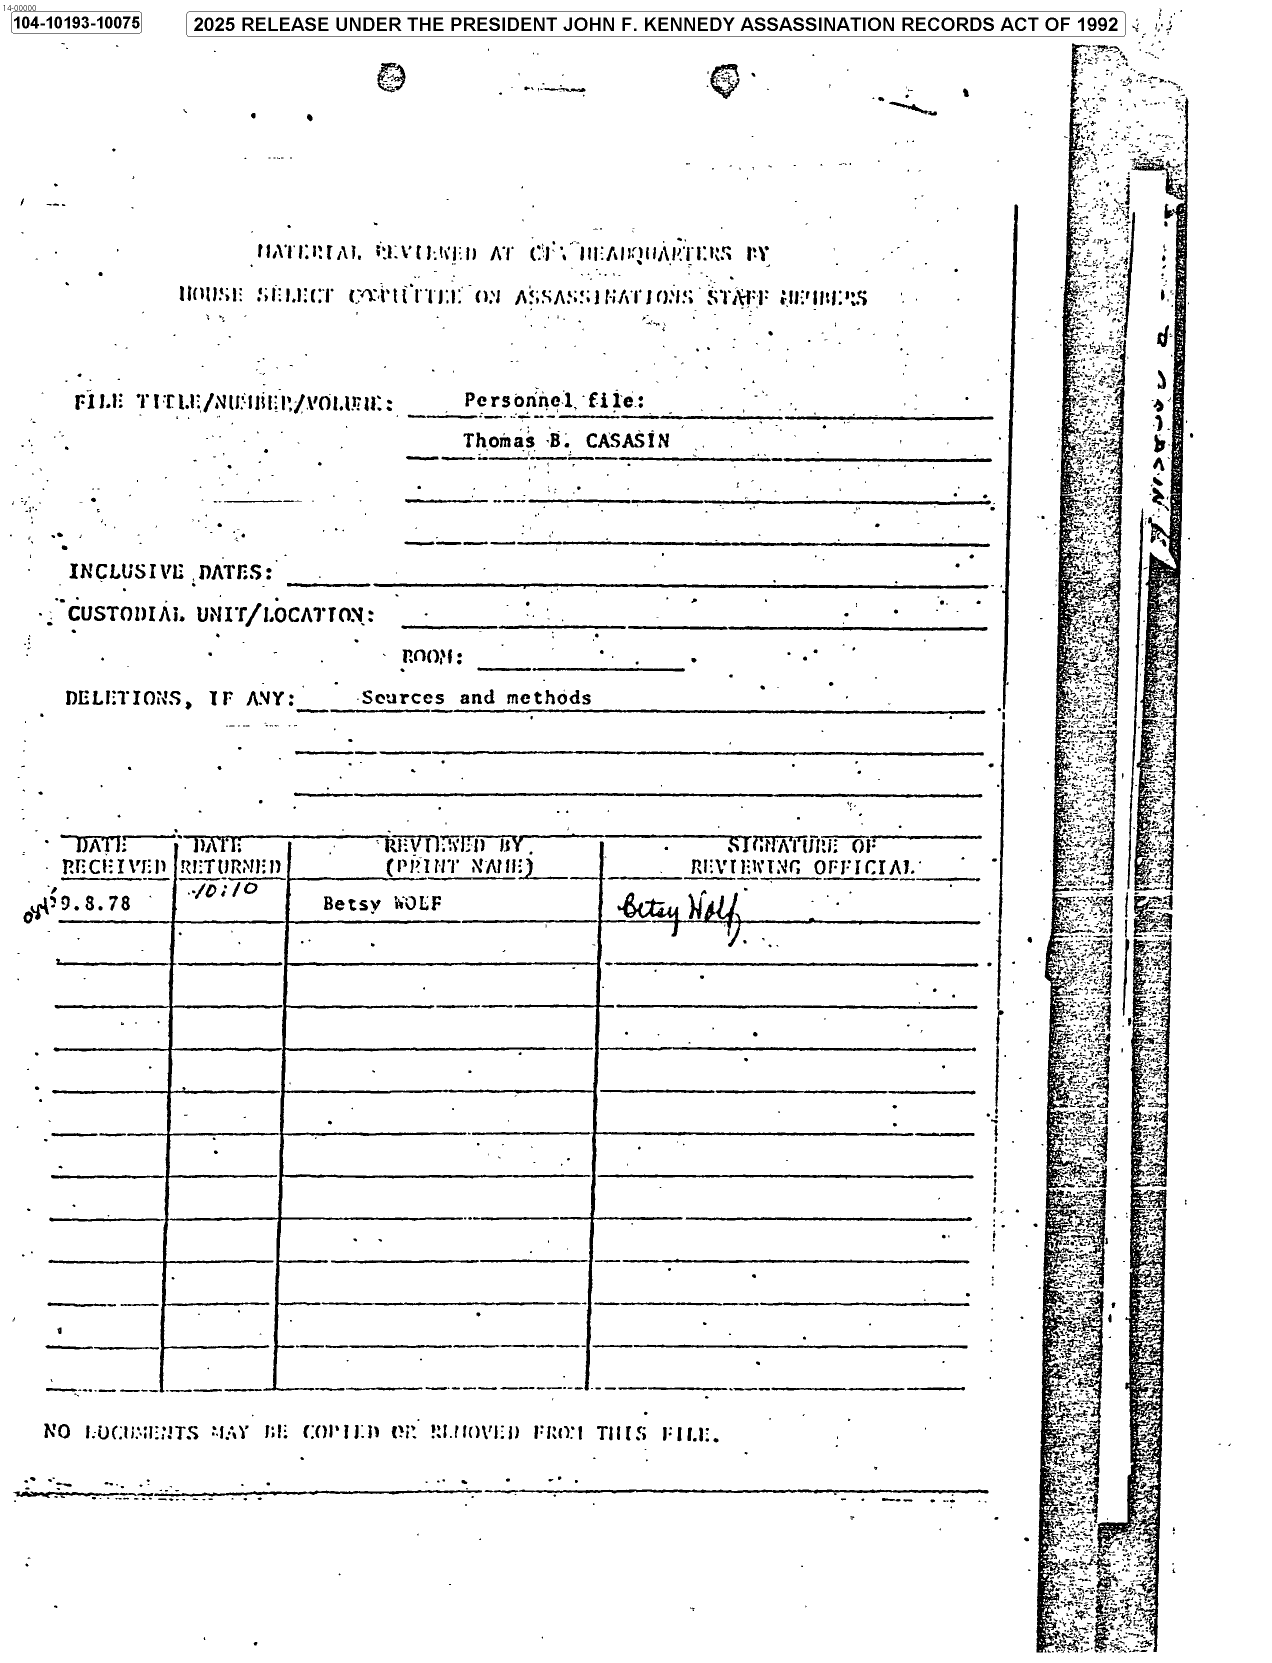 14-00000
104-10193-10075
2025 RELEASE UNDER THE PRESIDENT JOHN F. KENNEDY ASSASSINATION RECORDS ACT OF 1992
MATERIAL REVIEWED AT CIA HEADQUARTERS BY
HOUSE SELECT COMMITTEE ON ASSASSINATIONS STAFF MEMBERS
FILE TITLE/NUMBER/VOLUME: Personnel file:
Thomas B. CASASIN
INCLUSIVE DATES:
CUSTODIAL UNIT/LOCATION:
ROOM:
DELETIONS, IF ANY: Sources and methods
DATE RECEIVED
DATE RETURNED
REVIEWED BY (PRINT NAME)
SIGNATURE OF REVIEWING OFFICIAL
9.8.78 10:10 Betsy WOLF Betsy Wolf
NO DOCUMENTS MAY BE COPIED OR REMOVED FROM THIS FILE.
CASASIN